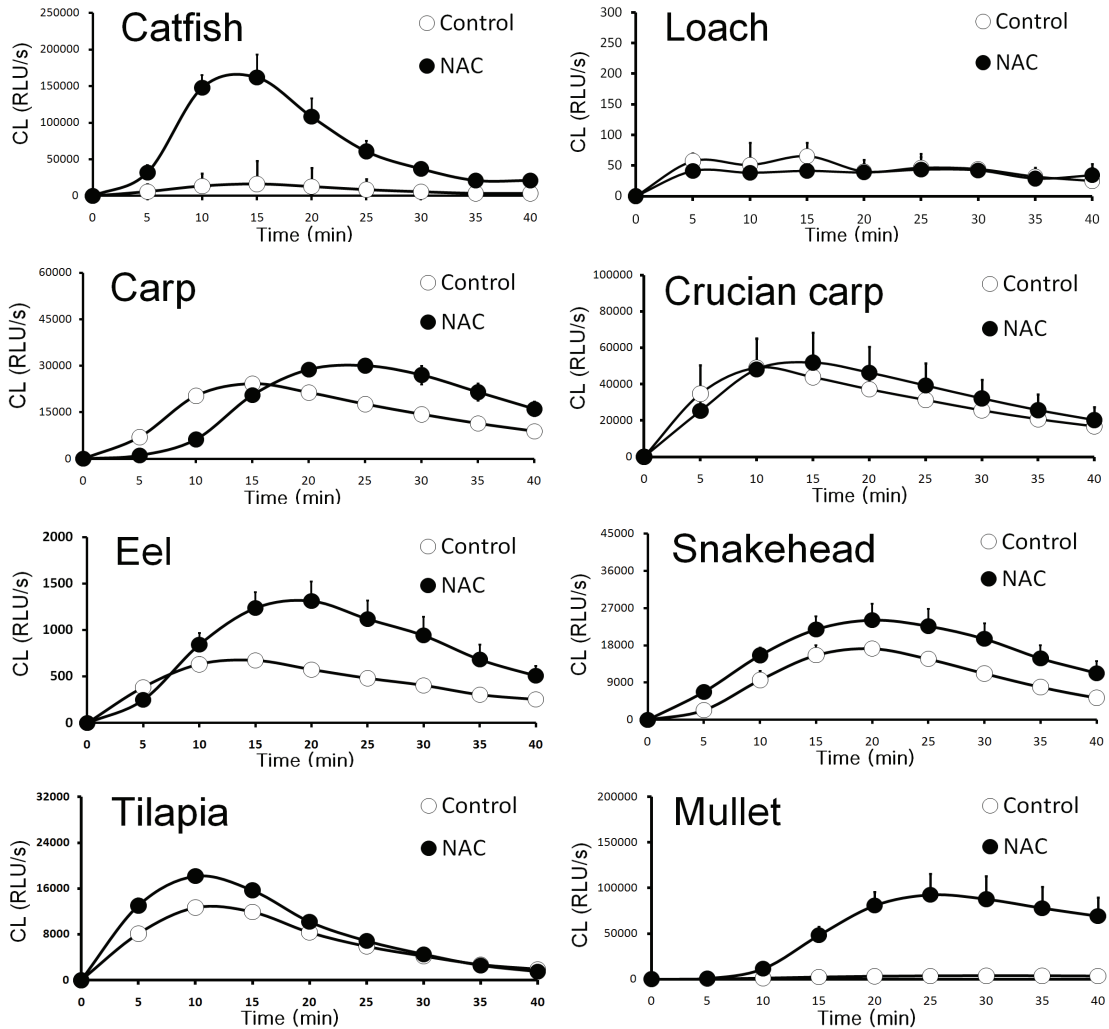 Catfish
Control
NAC
CL (RLU/s)
250000
200000
150000
100000
50000
0
0 5 10 15 20 25 30 35 40
Time (min)
Loach
Control
NAC
CL (RLU/s)
300
250
200
150
100
50
0
0 5 10 15 20 25 30 35 40
Time (min)
Carp
Control
NAC
CL (RLU/s)
60000
45000
30000
15000
0
0 5 10 15 20 25 30 35 40
Time (min)
Crucian carp
Control
NAC
CL (RLU/s)
100000
80000
60000
40000
20000
0
0 5 10 15 20 25 30 35 40
Time (min)
Eel
Control
NAC
CL (RLU/s)
2000
1500
1000
500
0
0 5 10 15 20 25 30 35 40
Time (min)
Snakehead
Control
NAC
CL (RLU/s)
45000
36000
27000
18000
9000
0
0 5 10 15 20 25 30 35 40
Time (min)
Tilapia
Control
NAC
CL (RLU/s)
32000
24000
16000
8000
0
0 5 10 15 20 25 30 35 40
Time (min)
Mullet
Control
NAC
CL (RLU/s)
200000
150000
100000
50000
0
0 5 10 15 20 25 30 35 40
Time (min)